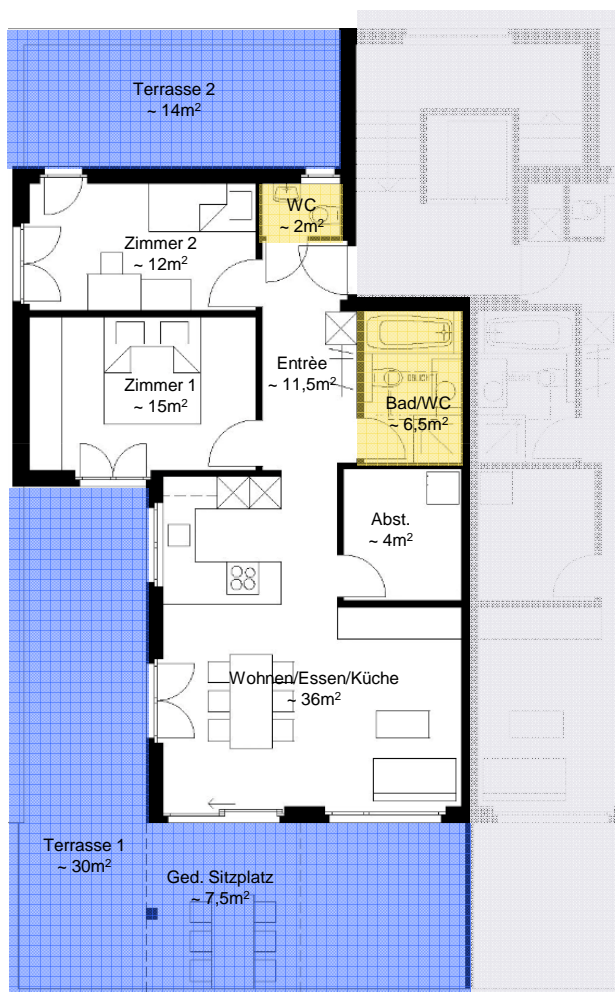 Terrasse 2
~ 14m²
WC
~ 2m²
Zimmer 2
~ 12m²
Entrèe
~ 11,5m²
Zimmer 1
~ 15m²
Bad/WC
~ 6,5m²
Abst.
~ 4m²
Wohnen/Essen/Küche
~ 36m²
Terrasse 1
~ 30m²
Ged. Sitzplatz
~ 7,5m²